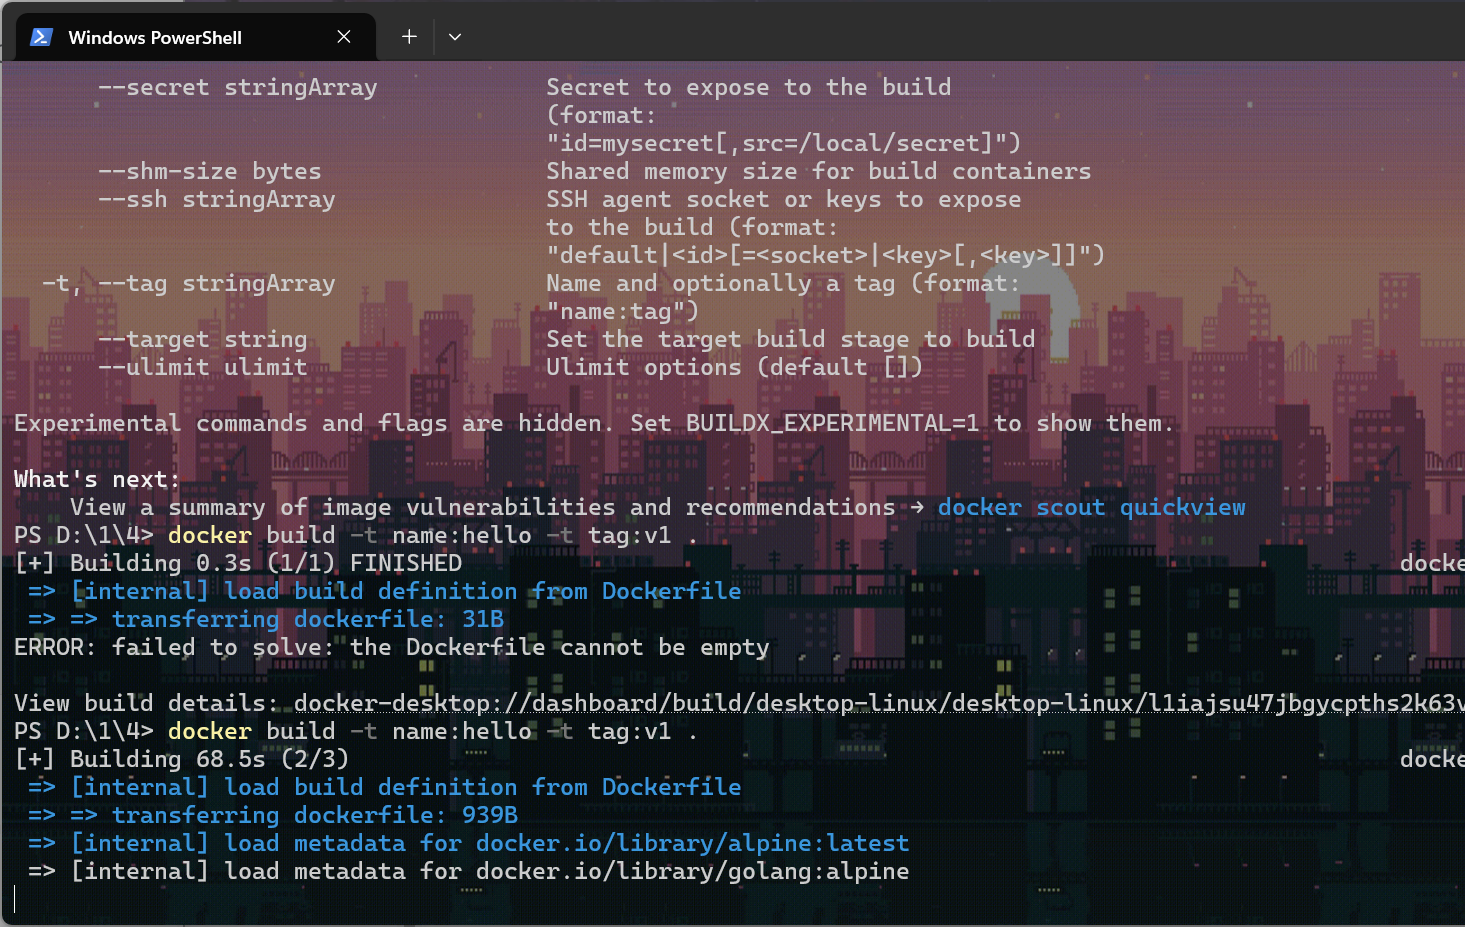 Windows PowerShell
--secret stringArray Secret to expose to the build
(format:
"id=mysecret[,src=/local/secret]")
--shm-size bytes Shared memory size for build containers
--ssh stringArray SSH agent socket or keys to expose
to the build (format:
"default|<id>[=<socket>|<key>[,<key>]]")
-t, --tag stringArray Name and optionally a tag (format:
"name:tag")
--target string Set the target build stage to build
--ulimit ulimit Ulimit options (default [])
Experimental commands and flags are hidden. Set BUILDX_EXPERIMENTAL=1 to show them.
What's next:
View a summary of image vulnerabilities and recommendations → docker scout quickview
PS D:\1\4> docker build -t name:hello -t tag:v1 .
[+] Building 0.3s (1/1) FINISHED docke
=> [internal] load build definition from Dockerfile
=> => transferring dockerfile: 31B
ERROR: failed to solve: the Dockerfile cannot be empty
View build details: docker-desktop://dashboard/build/desktop-linux/desktop-linux/l1iajsu47jbgycpths2k63v
PS D:\1\4> docker build -t name:hello -t tag:v1 .
[+] Building 68.5s (2/3) docke
=> [internal] load build definition from Dockerfile
=> => transferring dockerfile: 939B
=> [internal] load metadata for docker.io/library/alpine:latest
=> [internal] load metadata for docker.io/library/golang:alpine